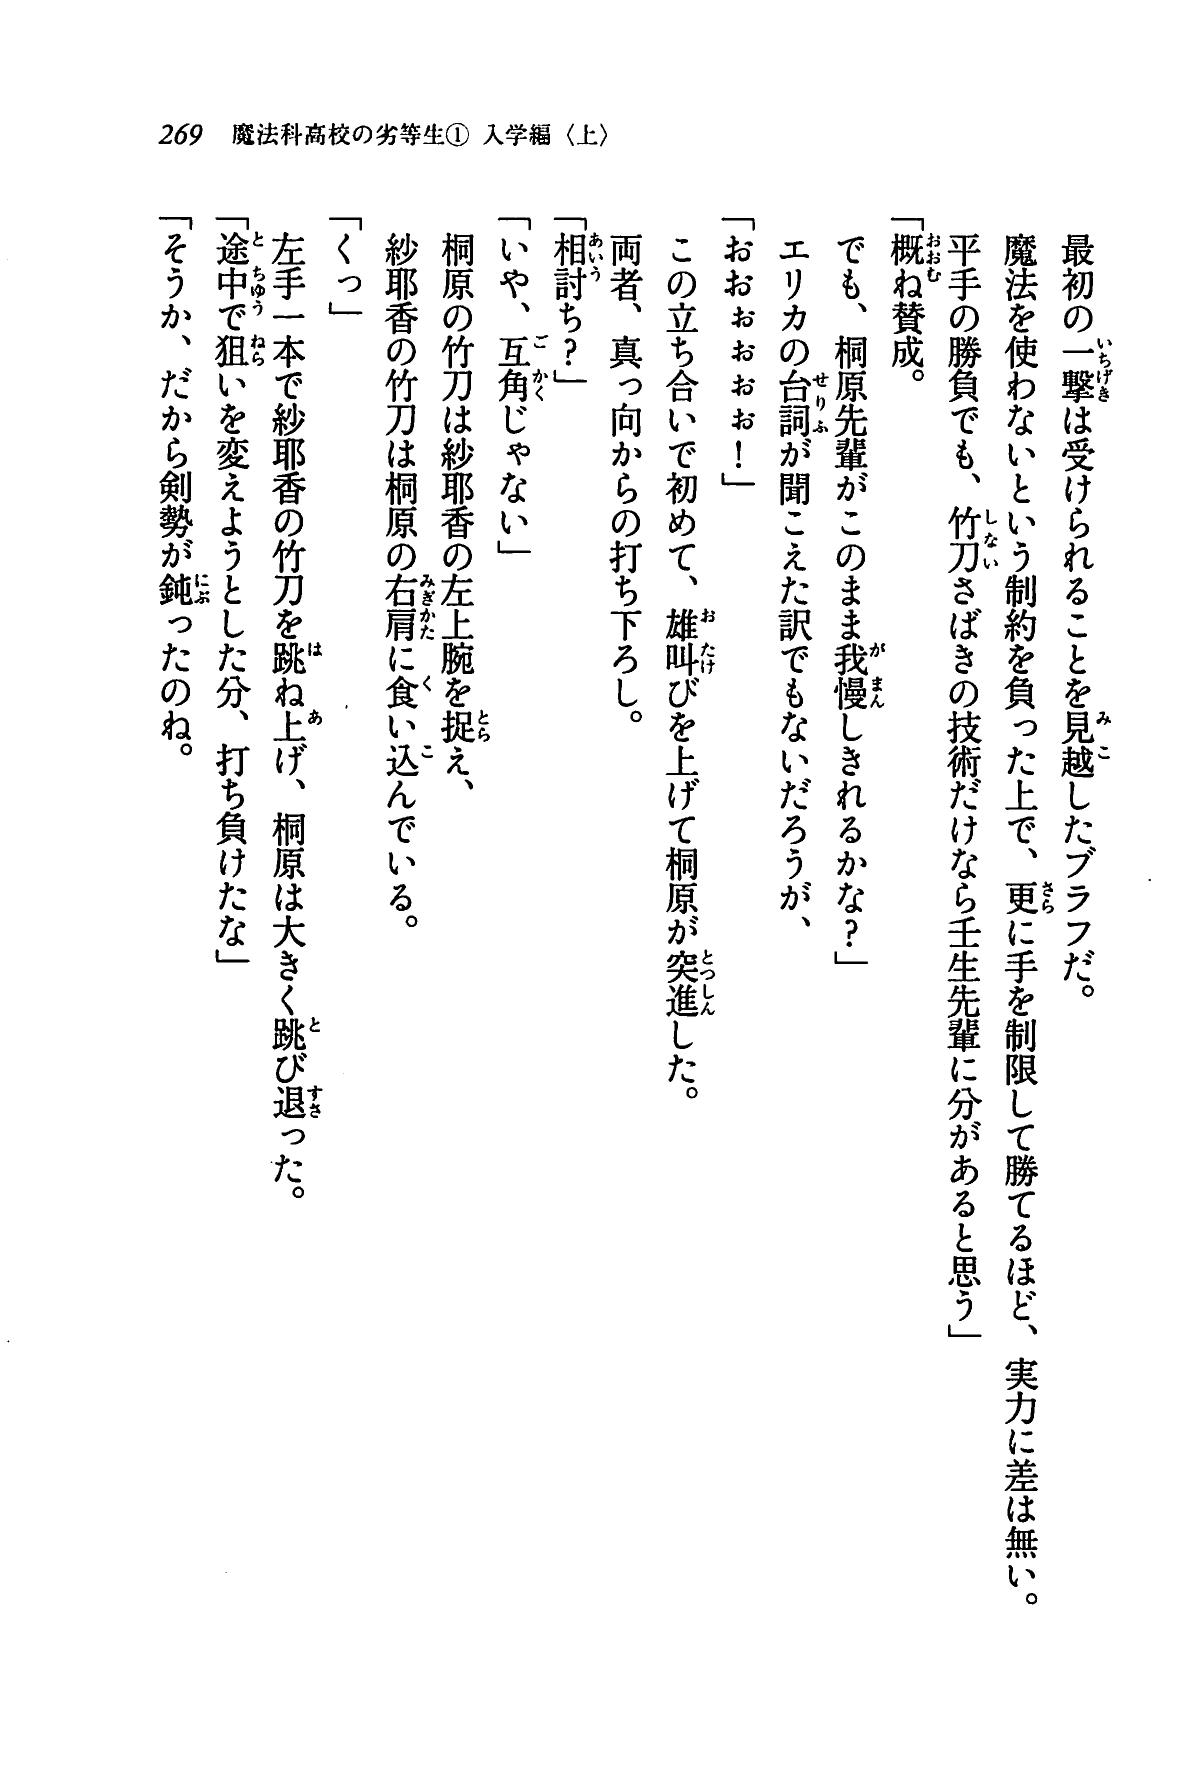 269 魔法科高校の劣等生① 入学編〈上〉
最初の一撃は受けられることを見越したブラフだ。
魔法を使わないという制約を負った上で、更に手を制限して勝てるほど、実力に差は無い。
平手の勝負でも、竹刀さばきの技術だけなら壬生先輩に分があると思う」
「概ね賛成。
でも、桐原先輩がこのまま我慢しきれるかな?」
エリカの台詞が聞こえた訳でもないだろうが、
「おおぉぉぉぉ!」
この立ち合いで初めて、雄叫びを上げて桐原が突進した。
両者、真っ向からの打ち下ろし。
「相討ち?」
「いや、互角じゃない」
桐原の竹刀は紗耶香の左上腕を捉え、
紗耶香の竹刀は桐原の右肩に食い込んでいる。
「くっ」
左手一本で紗耶香の竹刀を跳ね上げ、桐原は大きく跳び退った。
「途中で狙いを変えようとした分、打ち負けたな」
「そうか、だから剣勢が鈍ったのね。